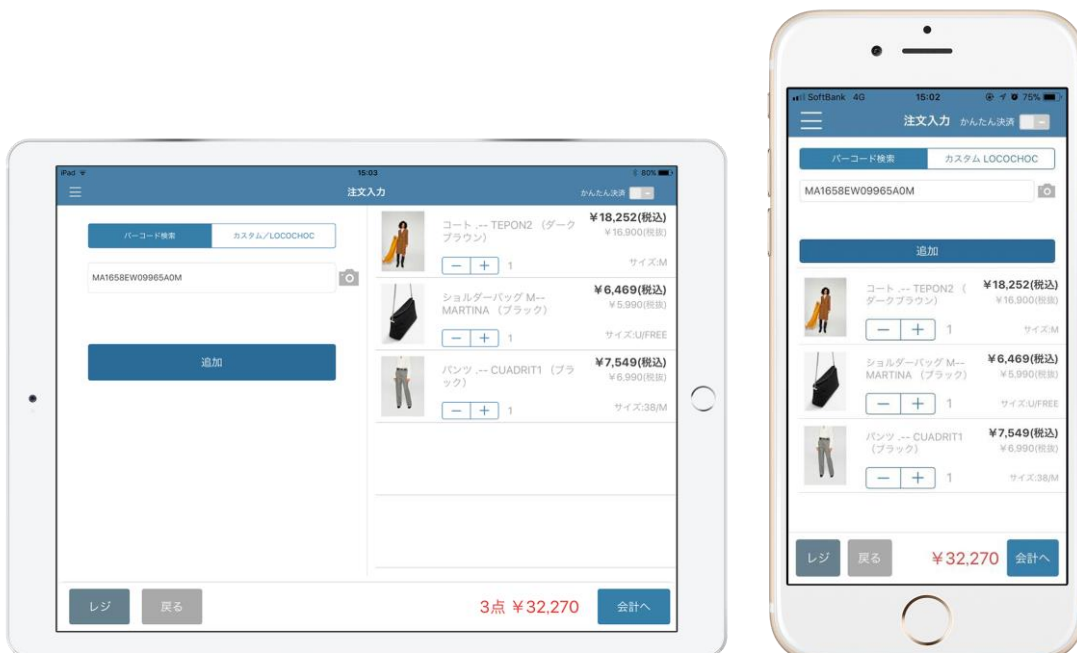 iPad
15:03
80%
注文入力
かんたん決済
バーコード検索
カスタム/LOCOCHOC
MA1658EW09965A0M
追加
コート .-- TEPON2 （ダーク
ブラウン）
¥18,252(税込)
¥16,900(税抜)
1
サイズ:M
ショルダーバッグ M--
MARTINA （ブラック）
¥6,469(税込)
¥5,990(税抜)
1
サイズ:U/FREE
パンツ .-- CUADRIT1 （ブラ
ック）
¥7,549(税込)
¥6,990(税抜)
1
サイズ:38/M
レジ
戻る
3点 ¥32,270
会計へ
SoftBank 4G
15:02
75%
注文入力
かんたん決済
バーコード検索
カスタム LOCOCHOC
MA1658EW09965A0M
追加
コート .-- TEPON2 （
ダークブラウン）
¥18,252(税込)
¥16,900(税抜)
1
サイズ:M
ショルダーバッグ M--
MARTINA （ブラック）
¥6,469(税込)
¥5,990(税抜)
1
サイズ:U/FREE
パンツ .-- CUADRIT1
（ブラック）
¥7,549(税込)
¥6,990(税抜)
1
サイズ:38/M
レジ
戻る
¥32,270
会計へ